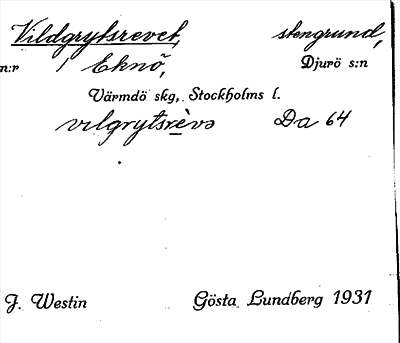 Vildgrytsrevet, stengrund,
n:r 1 Eknö, Djurö s:n
Värmdö skg, Stockholms l.
vilgrytsrèvə Da 64
J. Westin Gösta Lundberg 1931